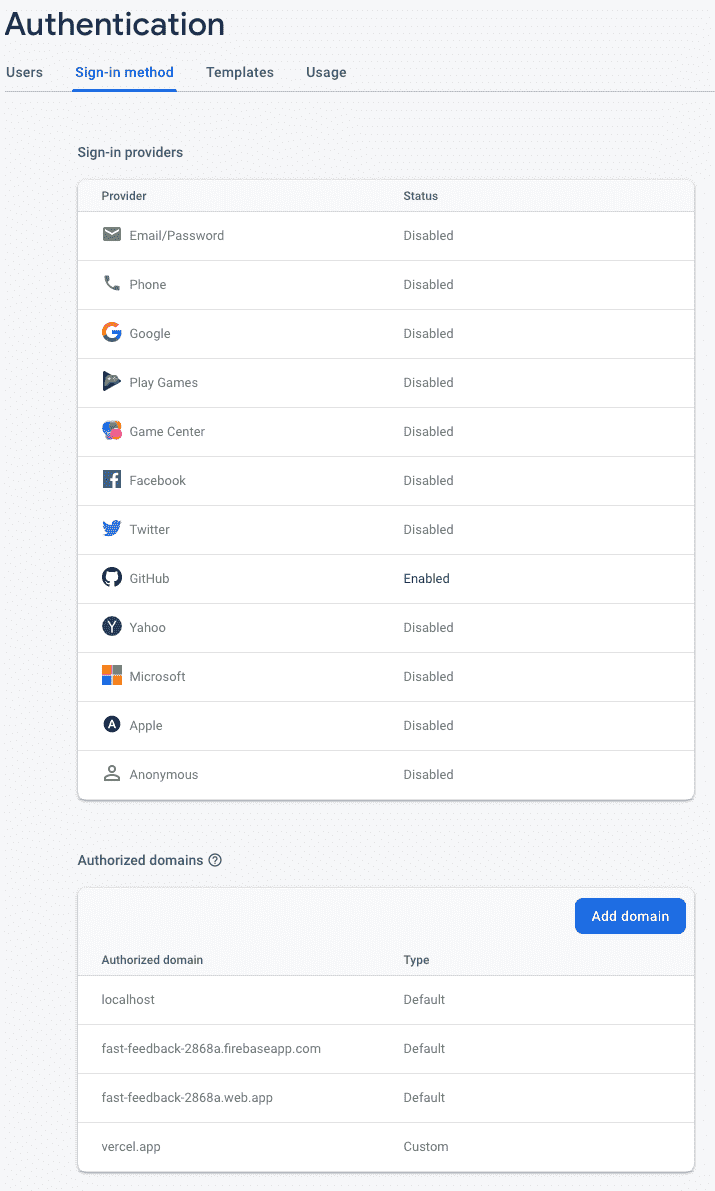 Authentication
Users Sign-in method Templates Usage
Sign-in providers
Provider Status
Email/Password Disabled
Phone Disabled
Google Disabled
Play Games Disabled
Game Center Disabled
Facebook Disabled
Twitter Disabled
GitHub Enabled
Yahoo Disabled
Microsoft Disabled
Apple Disabled
Anonymous Disabled
Authorized domains
Add domain
Authorized domain Type
localhost Default
fast-feedback-2868a.firebaseapp.com Default
fast-feedback-2868a.web.app Default
vercel.app Custom